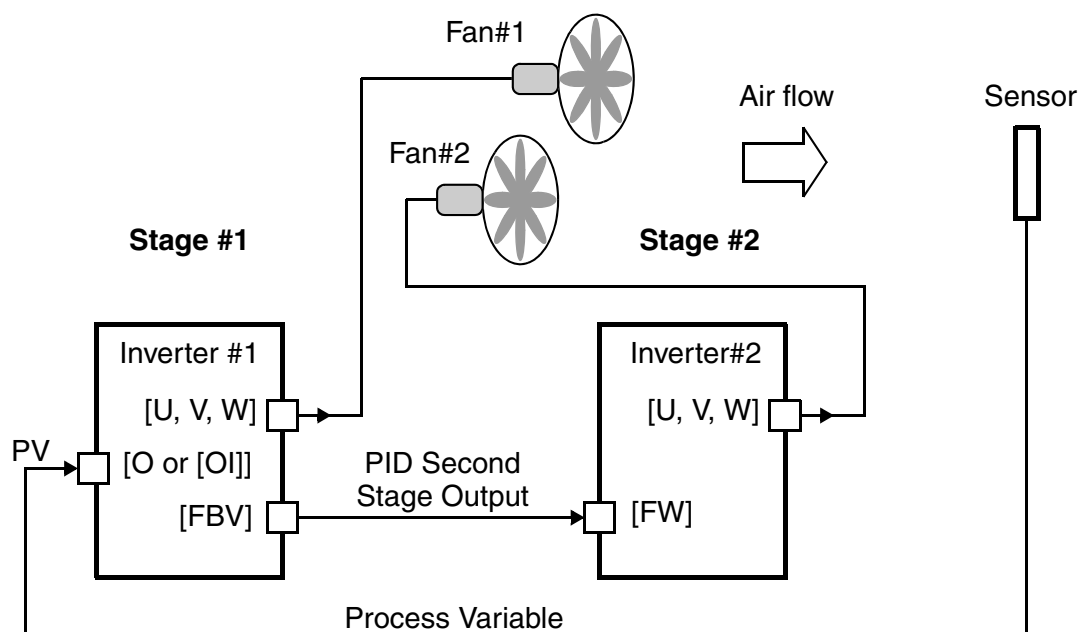 Fan#1
Air flow
Sensor
Fan#2
Stage #1
Stage #2
Inverter #1
Inverter#2
[U, V, W]
[U, V, W]
PV
[O or [OI]]
PID Second
Stage Output
[FBV]
[FW]
Process Variable